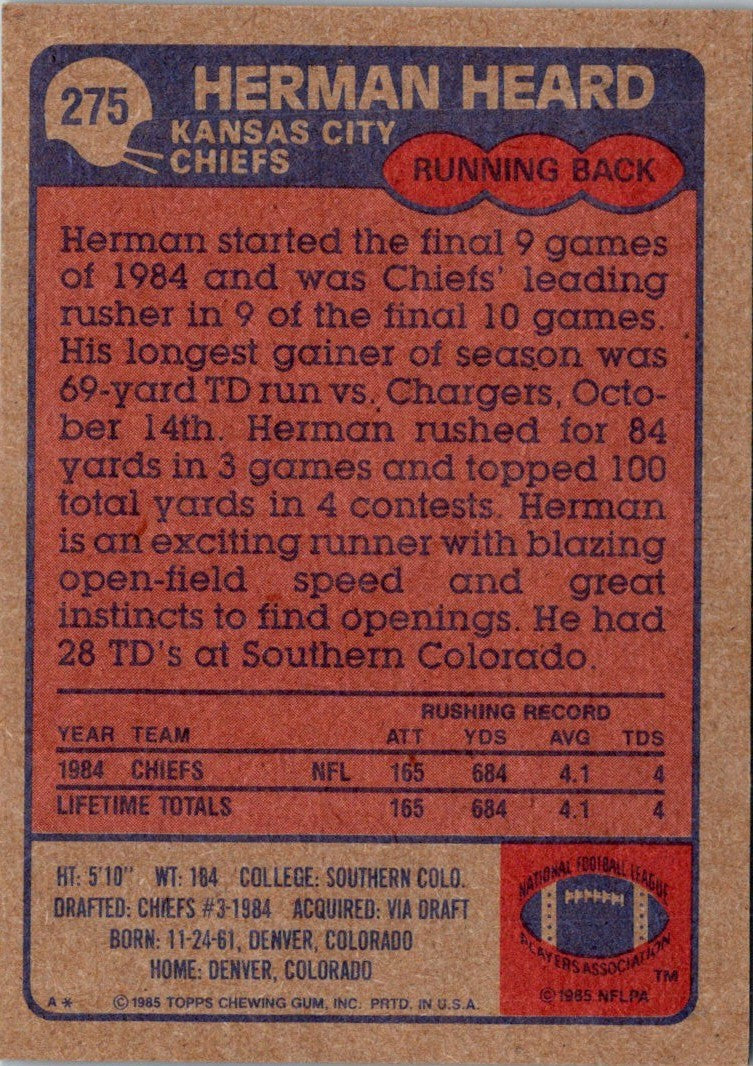 275
HERMAN HEARD
KANSAS CITY
CHIEFS
RUNNING BACK
Herman started the final 9 games
of 1984 and was Chiefs' leading
rusher in 9 of the final 10 games.
His longest gainer of season was
69-yard TD run vs. Chargers, Octo-
ber 14th. Herman rushed for 84
yards in 3 games and topped 100
total yards in 4 contests. Herman
is an exciting runner with blazing
open-field speed and great
instincts to find openings. He had
28 TD's at Southern Colorado.
RUSHING RECORD
YEAR TEAM ATT YDS AVG TDS
1984 CHIEFS NFL 165 684 4.1 4
LIFETIME TOTALS 165 684 4.1 4
HT: 5'10" WT: 184 COLLEGE: SOUTHERN COLO.
DRAFTED: CHIEFS #3-1984 ACQUIRED: VIA DRAFT
BORN: 11-24-61, DENVER, COLORADO
HOME: DENVER, COLORADO
A* © 1985 TOPPS CHEWING GUM, INC. PRTD. IN U.S.A.
NATIONAL FOOTBALL LEAGUE
PLAYERS ASSOCIATION
TM
© 1985 NFLPA